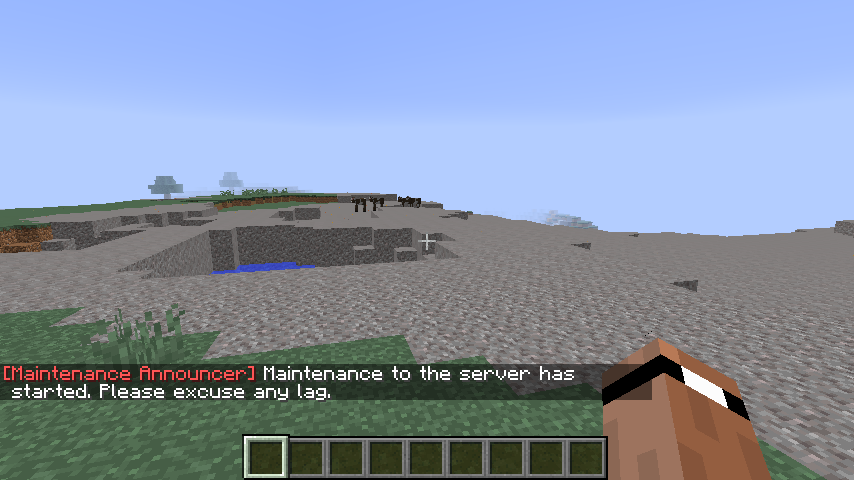 [Maintenance Announcer] Maintenance to the server has
started. Please excuse any lag.